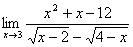 lim x→3 (x² + x − 12) / (√(x − 2) − √(4 − x))